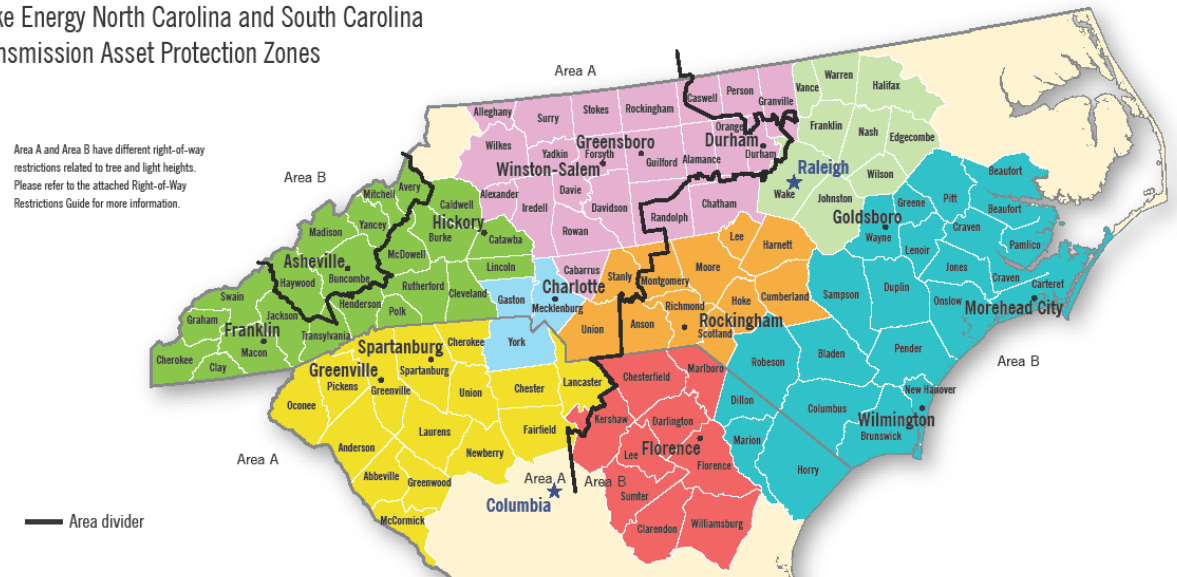 ke Energy North Carolina and South Carolina
nsmission Asset Protection Zones
Area A and Area B have different right-of-way
restrictions related to tree and light heights.
Please refer to the attached Right-of-Way
Restrictions Guide for more information.
Area A
Area B
Alleghany
Surry
Stokes
Rockingham
Caswell
Person
Granville
Vance
Warren
Halifax
Wilkes
Yadkin
Forsyth
Greensboro
Guilford
Alamance
Orange
Durham
Durham
Franklin
Nash
Edgecombe
Winston-Salem
Davie
Raleigh
Wake
Wilson
Johnston
Mitchell
Avery
Caldwell
Alexander
Iredell
Davidson
Randolph
Chatham
Rowan
Hickory
Burke
Catawba
Yancey
Madison
McDowell
Asheville
Buncombe
Haywood
Lincoln
Rutherford
Cleveland
Henderson
Polk
Swain
Graham
Jackson
Franklin
Macon
Transylvania
Cherokee
Clay
Cabarrus
Stanly
Charlotte
Mecklenburg
Gaston
York
Union
Anson
Montgomery
Moore
Lee
Harnett
Richmond
Hoke
Cumberland
Rockingham
Scotland
Goldsboro
Wayne
Greene
Pitt
Beaufort
Beaufort
Craven
Pamlico
Lenoir
Jones
Craven
Carteret
Sampson
Duplin
Onslow
Morehead City
Area B
Robeson
Bladen
Pender
New Hanover
Columbus
Wilmington
Brunswick
Dillon
Marion
Horry
Spartanburg
Cherokee
Spartanburg
Greenville
Pickens
Greenville
Oconee
Union
Chester
Lancaster
Anderson
Laurens
Newberry
Fairfield
Abbeville
Greenwood
McCormick
Area A
Chesterfield
Marlboro
Kershaw
Darlington
Lee
Florence
Florence
Sumter
Clarendon
Williamsburg
Area A
Area B
Columbia
Area divider